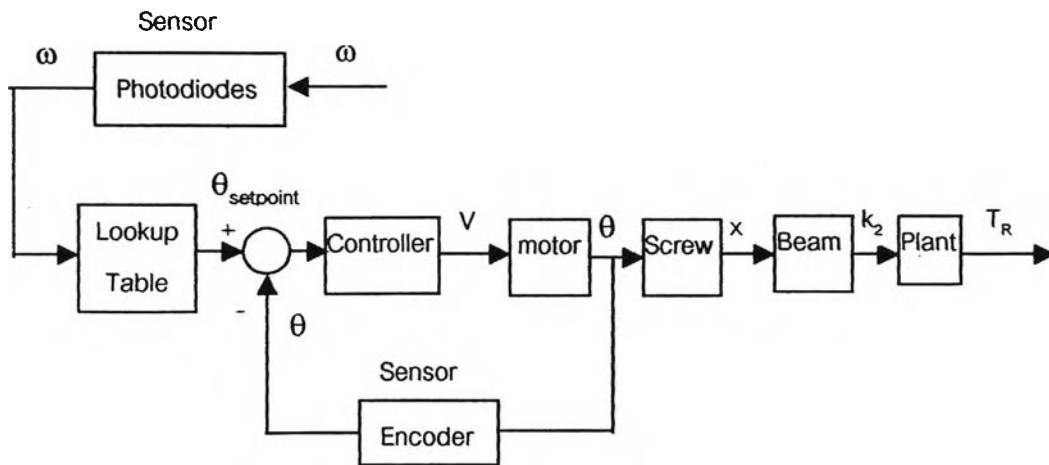 Sensor
ω
Photodiodes
ω
θsetpoint
+
Lookup
Table
Controller
V
motor
θ
Screw
x
Beam
k2
Plant
TR
-
θ
Sensor
Encoder